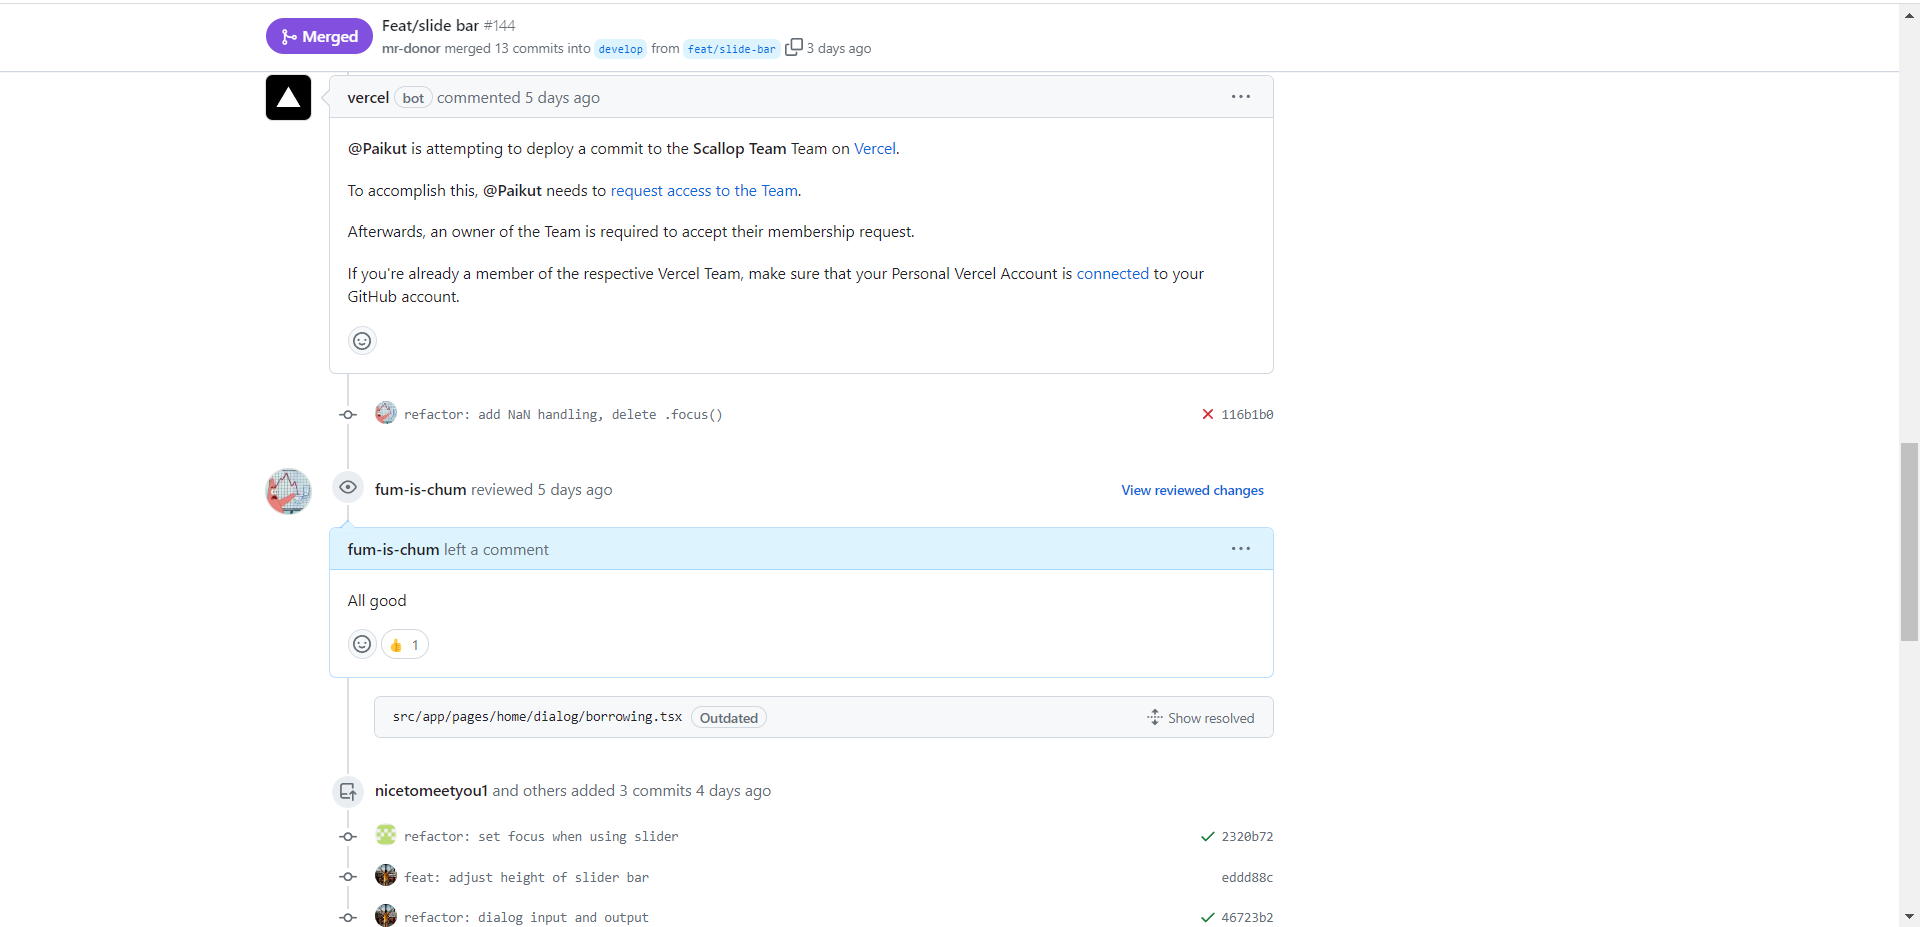 Merged
Feat/slide bar #144
mr-donor merged 13 commits into develop from feat/slide-bar 3 days ago
vercel bot commented 5 days ago
@Paikut is attempting to deploy a commit to the Scallop Team Team on Vercel.
To accomplish this, @Paikut needs to request access to the Team.
Afterwards, an owner of the Team is required to accept their membership request.
If you're already a member of the respective Vercel Team, make sure that your Personal Vercel Account is connected to your
GitHub account.
refactor: add NaN handling, delete .focus() 116b1b0
fum-is-chum reviewed 5 days ago View reviewed changes
fum-is-chum left a comment
All good
👍 1
src/app/pages/home/dialog/borrowing.tsx Outdated Show resolved
nicetomeetyou1 and others added 3 commits 4 days ago
refactor: set focus when using slider 2320b72
feat: adjust height of slider bar eddd88c
refactor: dialog input and output 46723b2